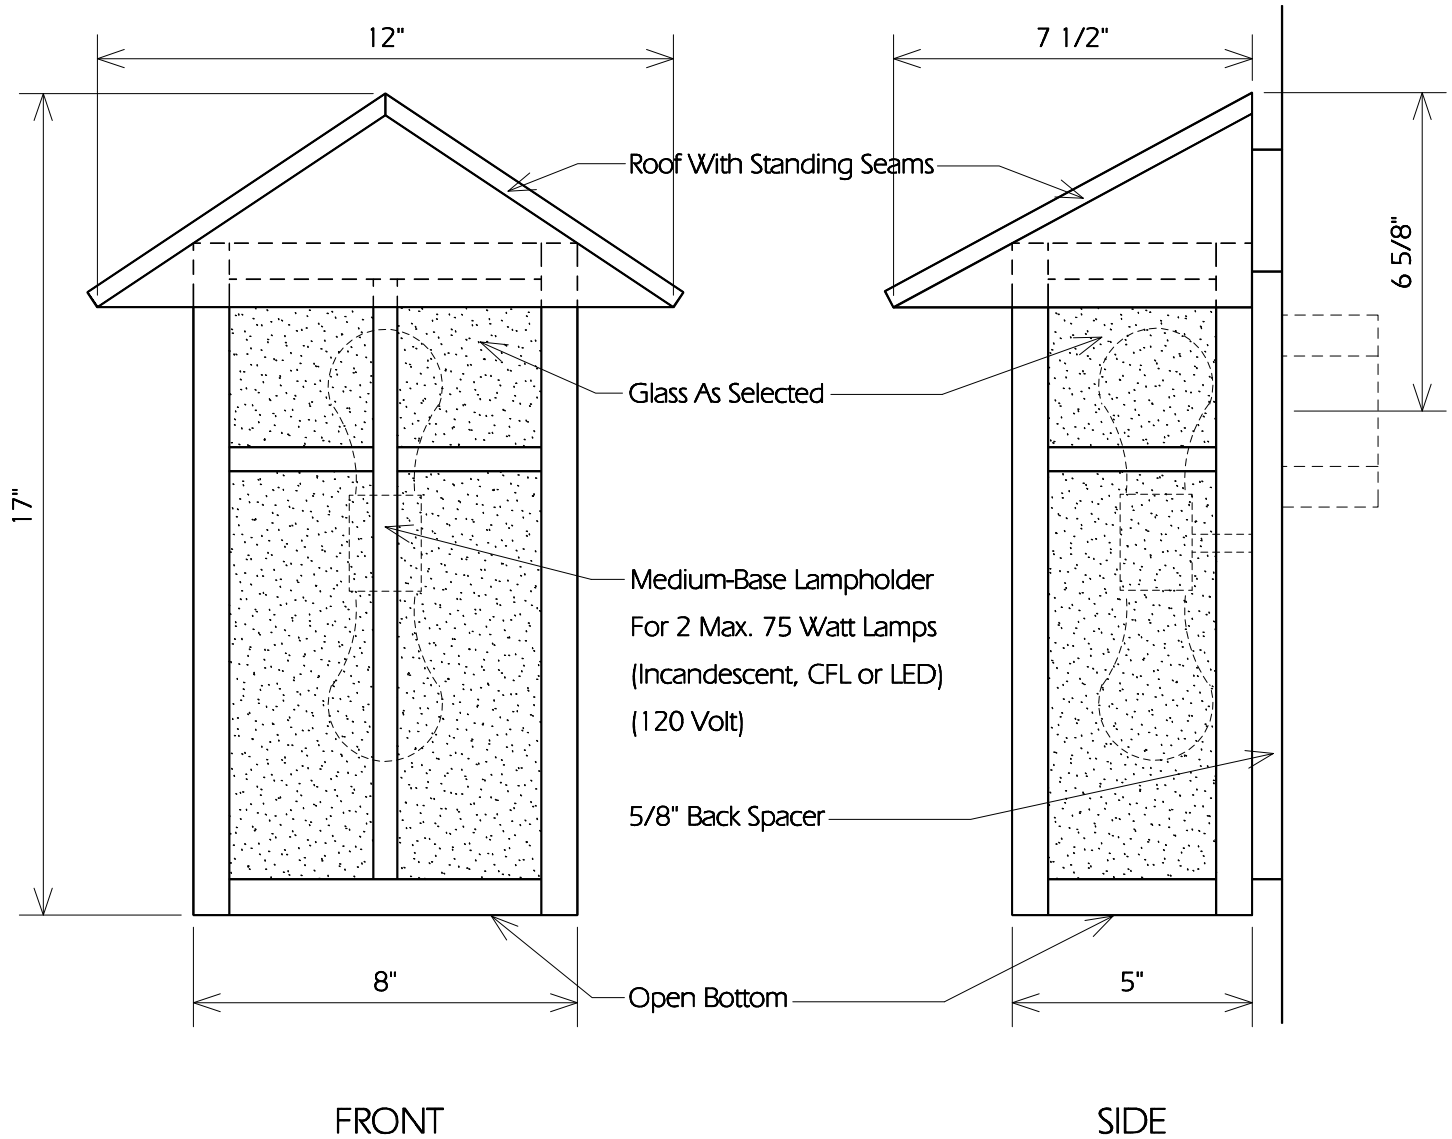 12"
7 1/2"
Roof With Standing Seams
6 5/8"
Glass As Selected
17"
Medium-Base Lampholder
For 2 Max. 75 Watt Lamps
(Incandescent, CFL or LED)
(120 Volt)
5/8" Back Spacer
8"
5"
Open Bottom
FRONT
SIDE